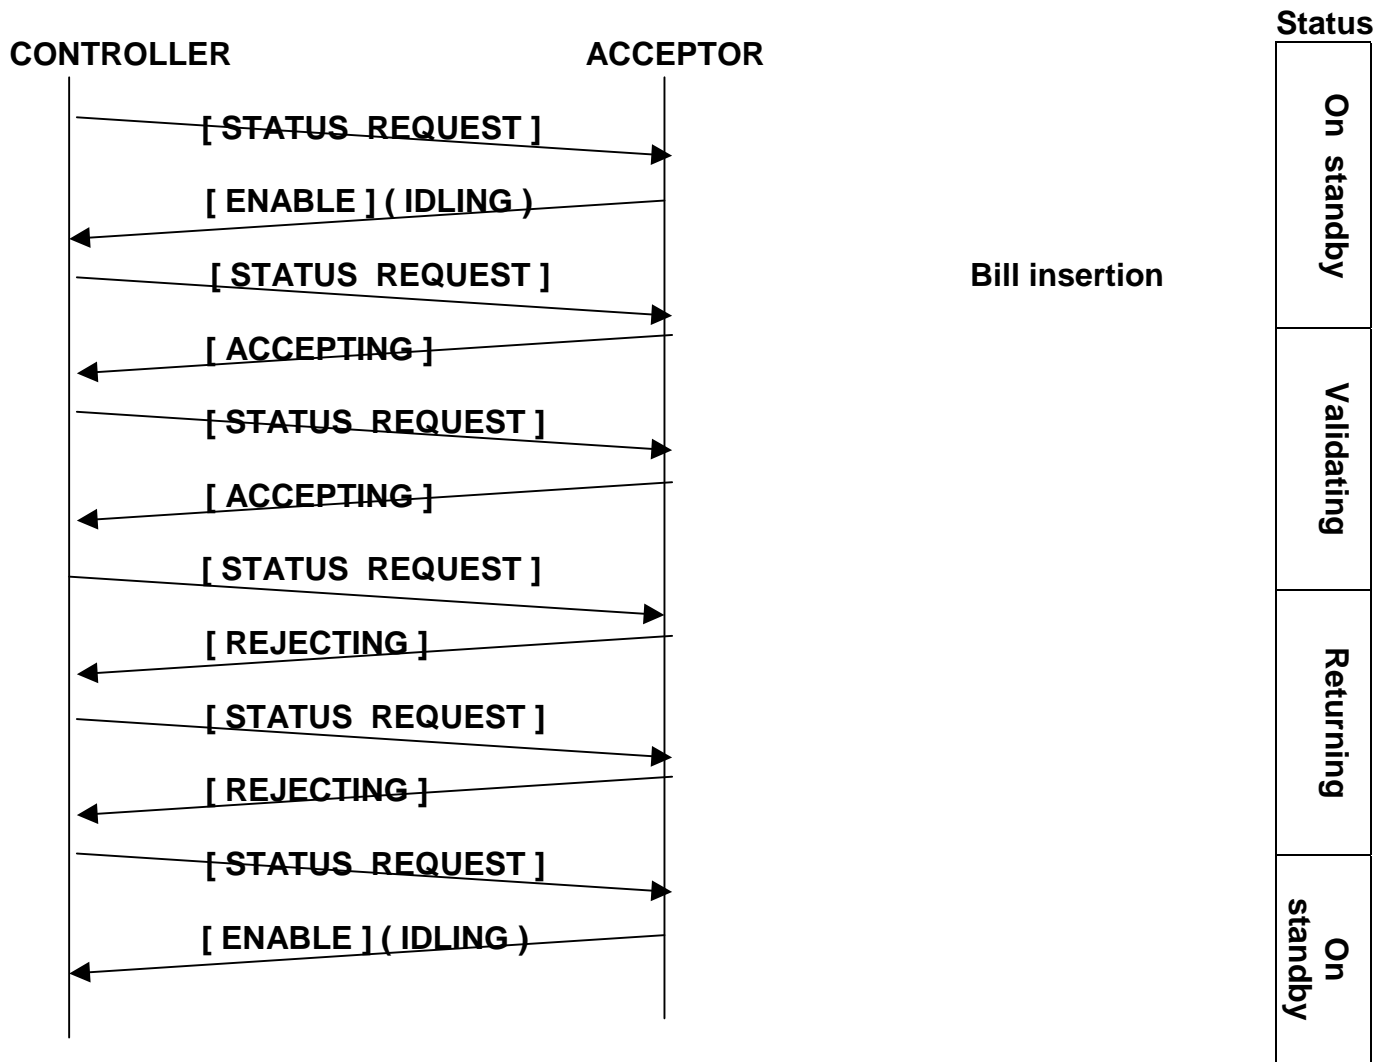 Status
CONTROLLER
ACCEPTOR
[ STATUS  REQUEST ]
[ ENABLE ] ( IDLING )
[ STATUS  REQUEST ]
Bill insertion
[ ACCEPTING ]
[ STATUS  REQUEST ]
[ ACCEPTING ]
[ STATUS  REQUEST ]
[ REJECTING ]
[ STATUS  REQUEST ]
[ REJECTING ]
[ STATUS  REQUEST ]
[ ENABLE ] ( IDLING )
On standby
Validating
Returning
On
standby